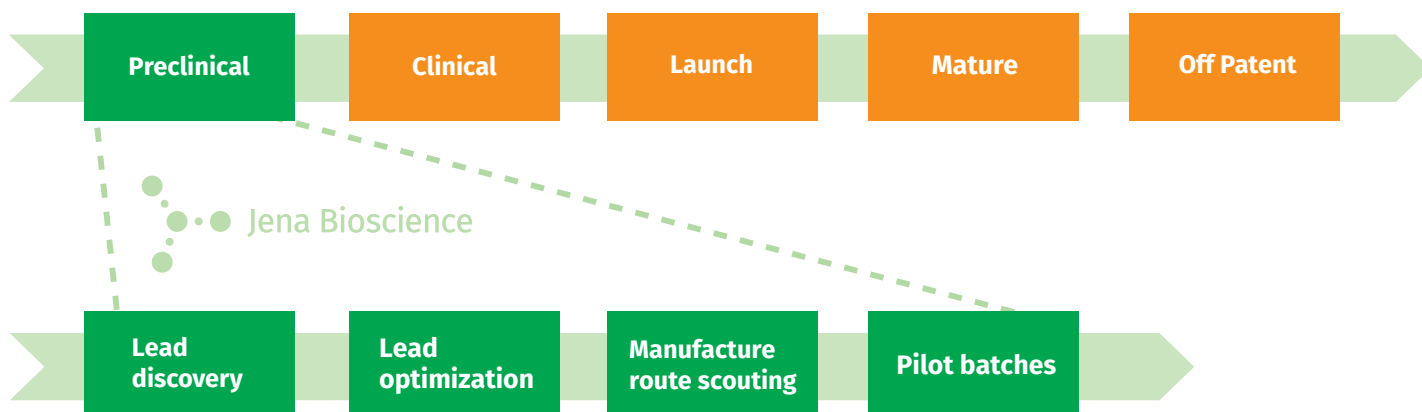 Preclinical
Clinical
Launch
Mature
Off Patent
Jena Bioscience
Lead
discovery
Lead
optimization
Manufacture
route scouting
Pilot batches